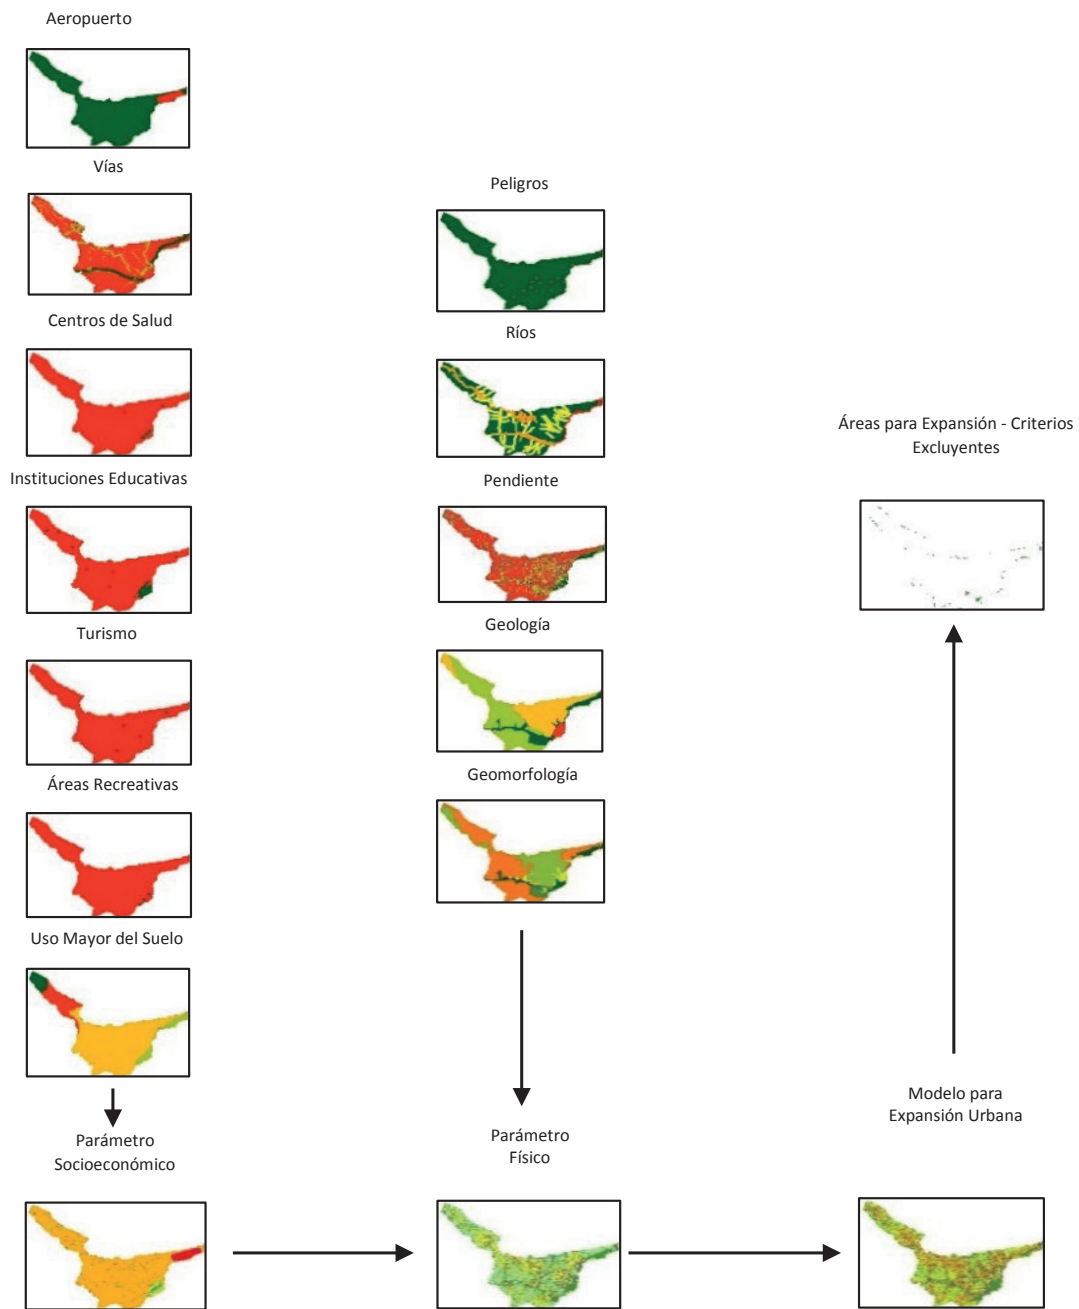 Aeropuerto
Vías
Centros de Salud
Instituciones Educativas
Turismo
Áreas Recreativas
Uso Mayor del Suelo
Parámetro
Socioeconómico
Peligros
Ríos
Pendiente
Geología
Geomorfología
Parámetro
Físico
Áreas para Expansión - Criterios
Excluyentes
Modelo para
Expansión Urbana